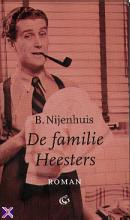 B. Nijenhuis
De familie
Heesters
ROMAN